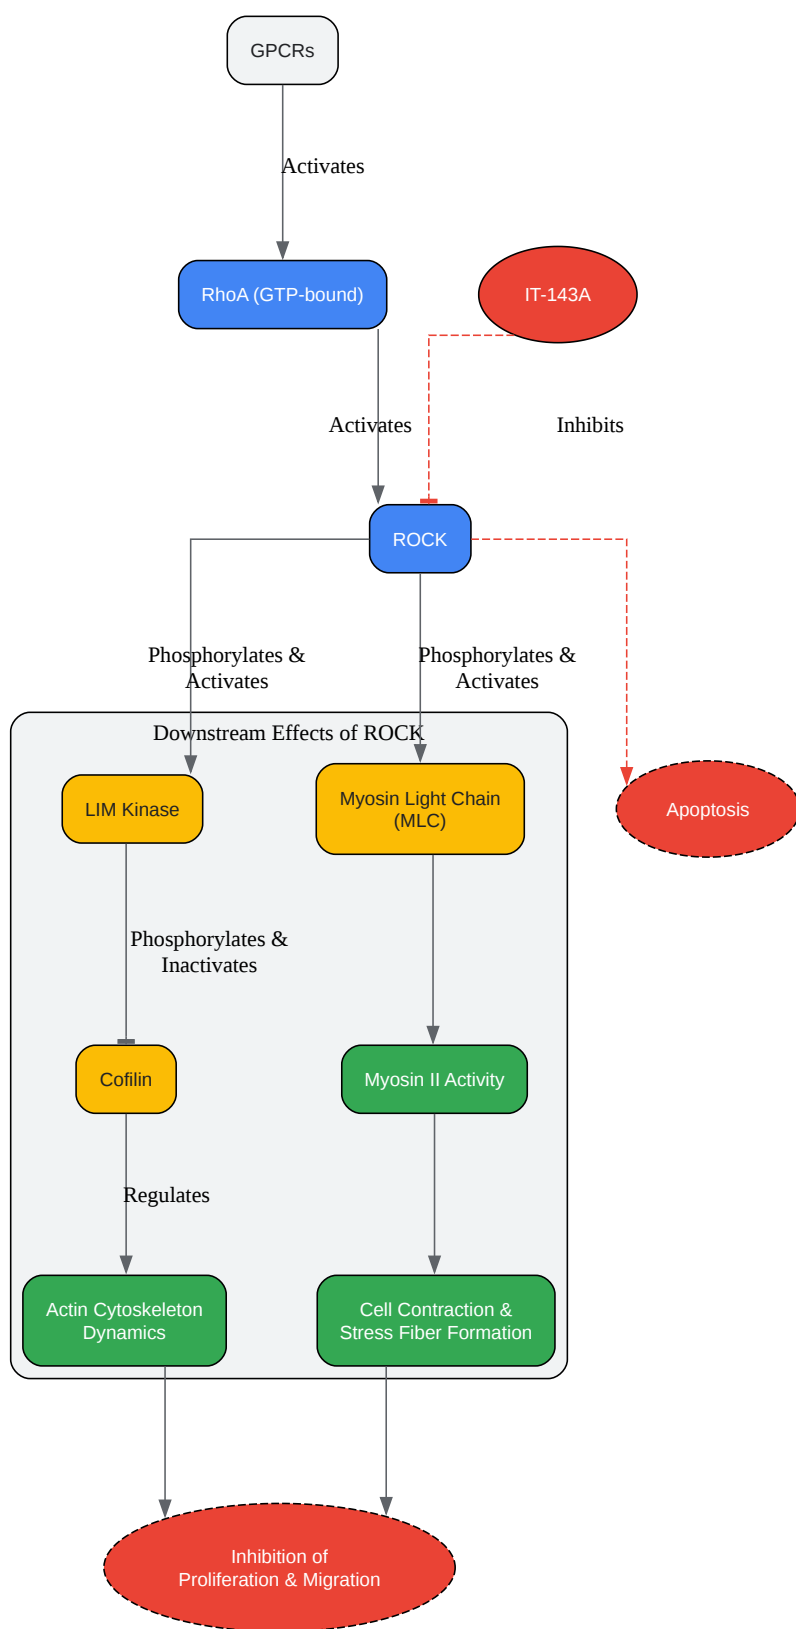 GPCRs
Activates
RhoA (GTP-bound)
IT-143A
Activates
Inhibits
ROCK
Phosphorylates &
Activates
Phosphorylates &
Activates
Downstream Effects of ROCK
LIM Kinase
Myosin Light Chain
(MLC)
Apoptosis
Phosphorylates &
Inactivates
Cofilin
Myosin II Activity
Regulates
Actin Cytoskeleton
Dynamics
Cell Contraction &
Stress Fiber Formation
Inhibition of
Proliferation & Migration